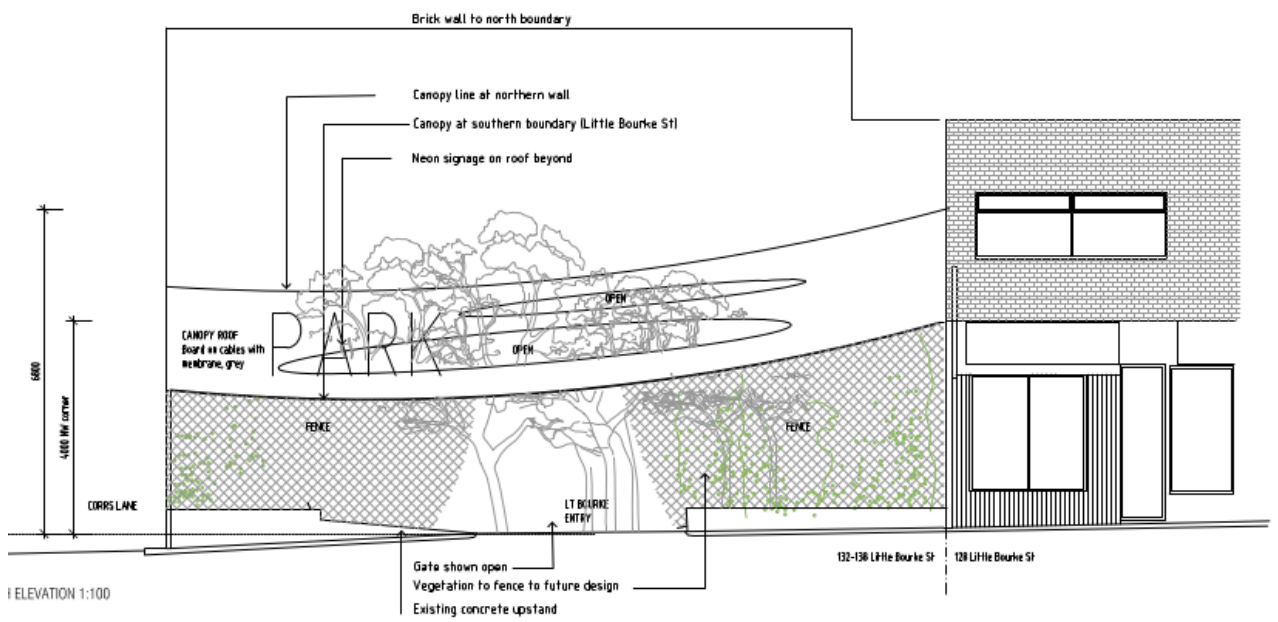 Brick wall to north boundary
Canopy line at northern wall
Canopy at southern boundary (Little Bourke St)
Neon signage on roof beyond
OPEN
PARK
CANOPY ROOF
Board on cables with
membrane, grey
OPEN
6800
4000 NW corner
FENCE
FENCE
CORRS LANE
LT BOURKE
ENTRY
132-138 Little Bourke St
128 Little Bourke St
Gate shown open
Vegetation to fence to future design
Existing concrete upstand
ELEVATION 1:100